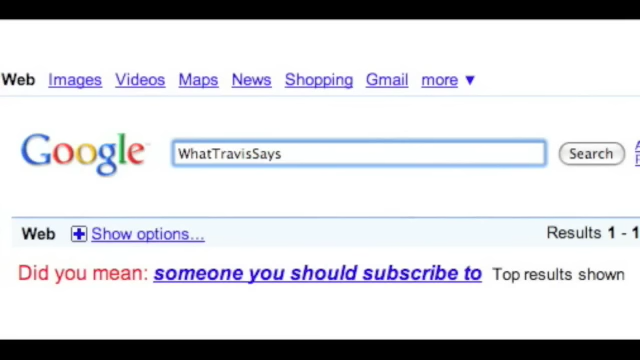 Web Images Videos Maps News Shopping Gmail more ▼
Google WhatTravisSays Search
Web Show options... Results 1 - 1
Did you mean: someone you should subscribe to Top results shown